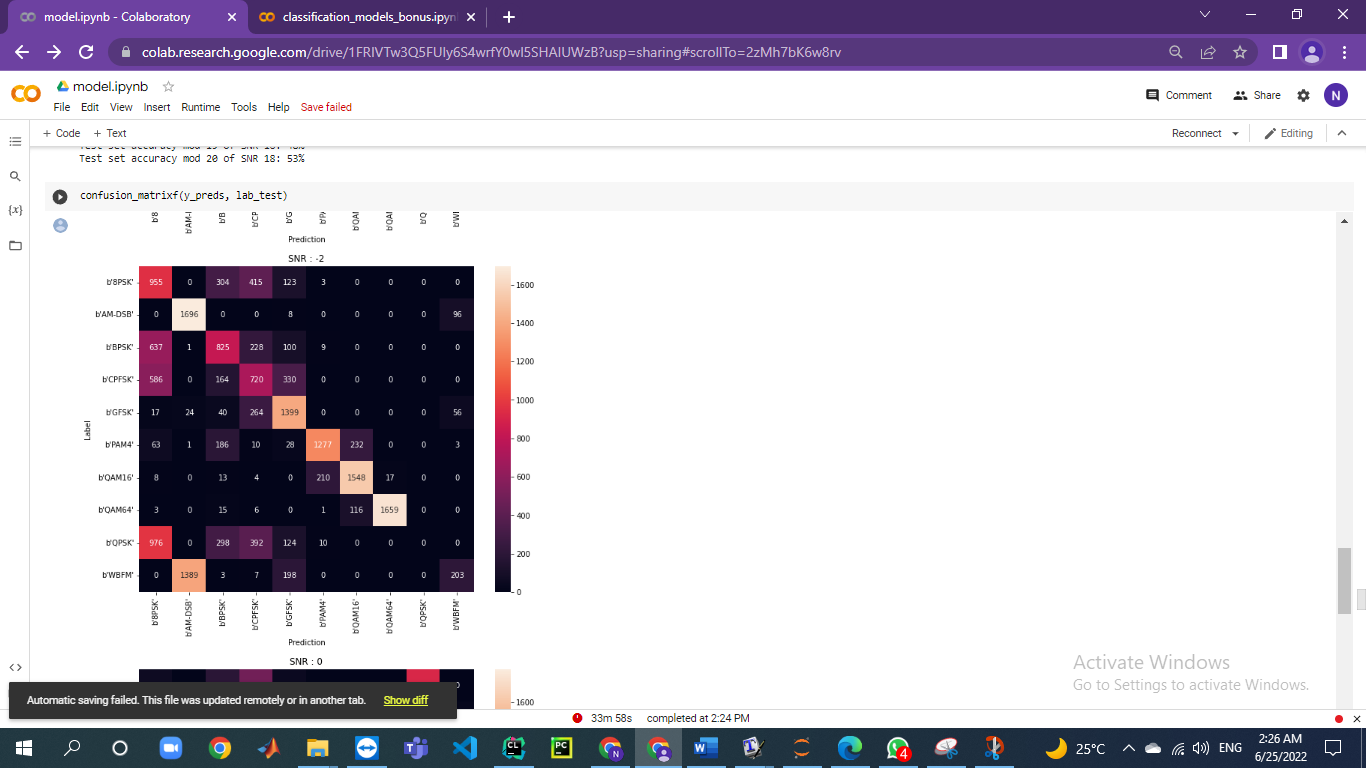 model.ipynb - Colaboratory
classification_models_bonus.ipyn
colab.research.google.com/drive/1FRIVTw3Q5FUIy6S4wrfY0wI5SHAIUWzB?usp=sharing#scrollTo=2zMh7bK6w8rv
model.ipynb
File Edit View Insert Runtime Tools Help Save failed
Comment Share N
+ Code + Text
Reconnect Editing
Test set accuracy mod 20 of SNR 18: 53%
confusion_matrixf(y_preds, lab_test)
Prediction
SNR : -2
b'8PSK' 955 0 304 415 123 3 0 0 0 0
b'AM-DSB' 0 1696 0 0 8 0 0 0 0 96
b'BPSK' 637 1 825 228 100 9 0 0 0 0
b'CPFSK' 586 0 164 720 330 0 0 0 0 0
b'GFSK' 17 24 40 264 1399 0 0 0 0 56
b'PAM4' 63 1 186 10 28 1277 232 0 0 3
b'QAM16' 8 0 13 4 0 210 1548 17 0 0
b'QAM64' 3 0 15 6 0 1 116 1659 0 0
b'QPSK' 976 0 298 392 124 10 0 0 0 0
b'WBFM' 0 1389 3 7 198 0 0 0 0 203
Label
1600
1400
1200
1000
800
600
400
200
0
b'8PSK' b'AM-DSB' b'BPSK' b'CPFSK' b'GFSK' b'PAM4' b'QAM16' b'QAM64' b'QPSK' b'WBFM'
Prediction
SNR : 0
1600
Automatic saving failed. This file was updated remotely or in another tab. Show diff
Activate Windows
Go to Settings to activate Windows.
33m 58s completed at 2:24 PM
25°C ENG
2:26 AM
6/25/2022